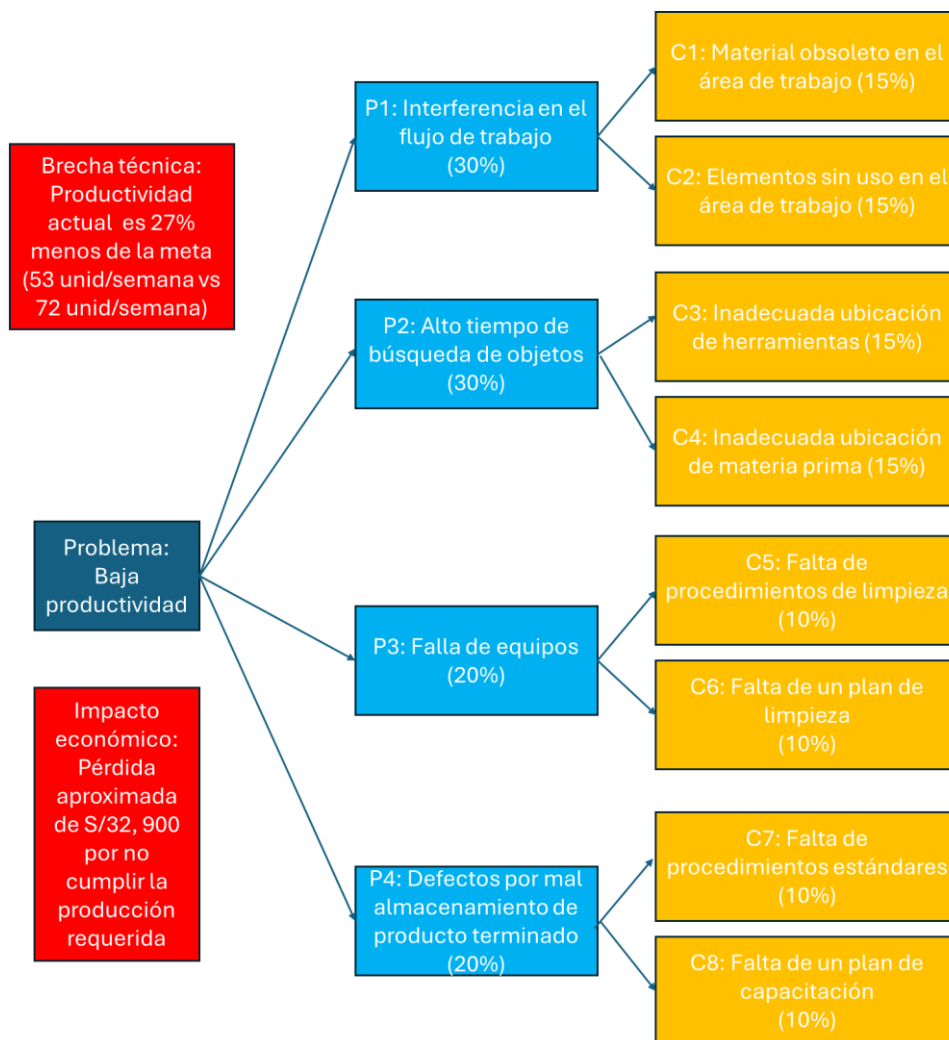 Brecha técnica:
Productividad
actual es 27%
menos de la meta
(53 unid/semana vs
72 unid/semana)
Problema:
Baja
productividad
Impacto
económico:
Pérdida
aproximada
de S/32, 900
por no
cumplir la
producción
requerida
P1: Interferencia en el
flujo de trabajo
(30%)
P2: Alto tiempo de
búsqueda de objetos
(30%)
P3: Falla de equipos
(20%)
P4: Defectos por mal
almacenamiento de
producto terminado
(20%)
C1: Material obsoleto en el
área de trabajo (15%)
C2: Elementos sin uso en el
área de trabajo (15%)
C3: Inadecuada ubicación
de herramientas (15%)
C4: Inadecuada ubicación
de materia prima (15%)
C5: Falta de
procedimientos de limpieza
(10%)
C6: Falta de un plan de
limpieza
(10%)
C7: Falta de
procedimientos estándares
(10%)
C8: Falta de un plan de
capacitación
(10%)